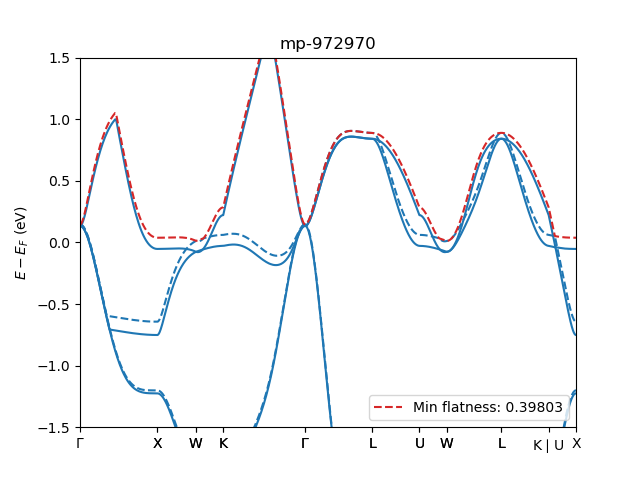 mp-972970
E − E_F (eV)
1.5
1.0
0.5
0.0
−0.5
−1.0
−1.5
Min flatness: 0.39803
Γ X W K Γ L U W L K | U X